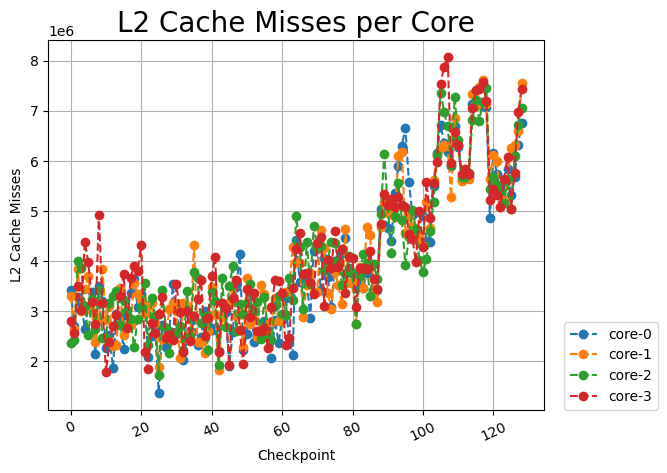 L2 Cache Misses per Core
1e6
8
7
6
5
4
3
2
L2 Cache Misses
0 20 40 60 80 100 120
Checkpoint
core-0
core-1
core-2
core-3